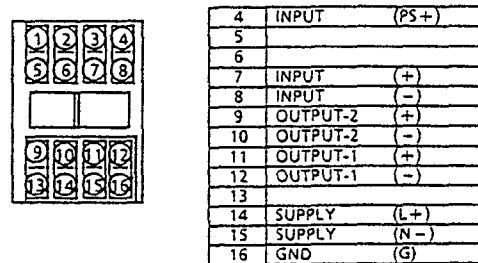 1 2 3 4
5 6 7 8
9 10 11 12
13 14 15 16
4 INPUT (PS+)
5
6
7 INPUT (+)
8 INPUT (−)
9 OUTPUT-2 (+)
10 OUTPUT-2 (−)
11 OUTPUT-1 (+)
12 OUTPUT-1 (−)
13
14 SUPPLY (L+)
15 SUPPLY (N−)
16 GND (G)